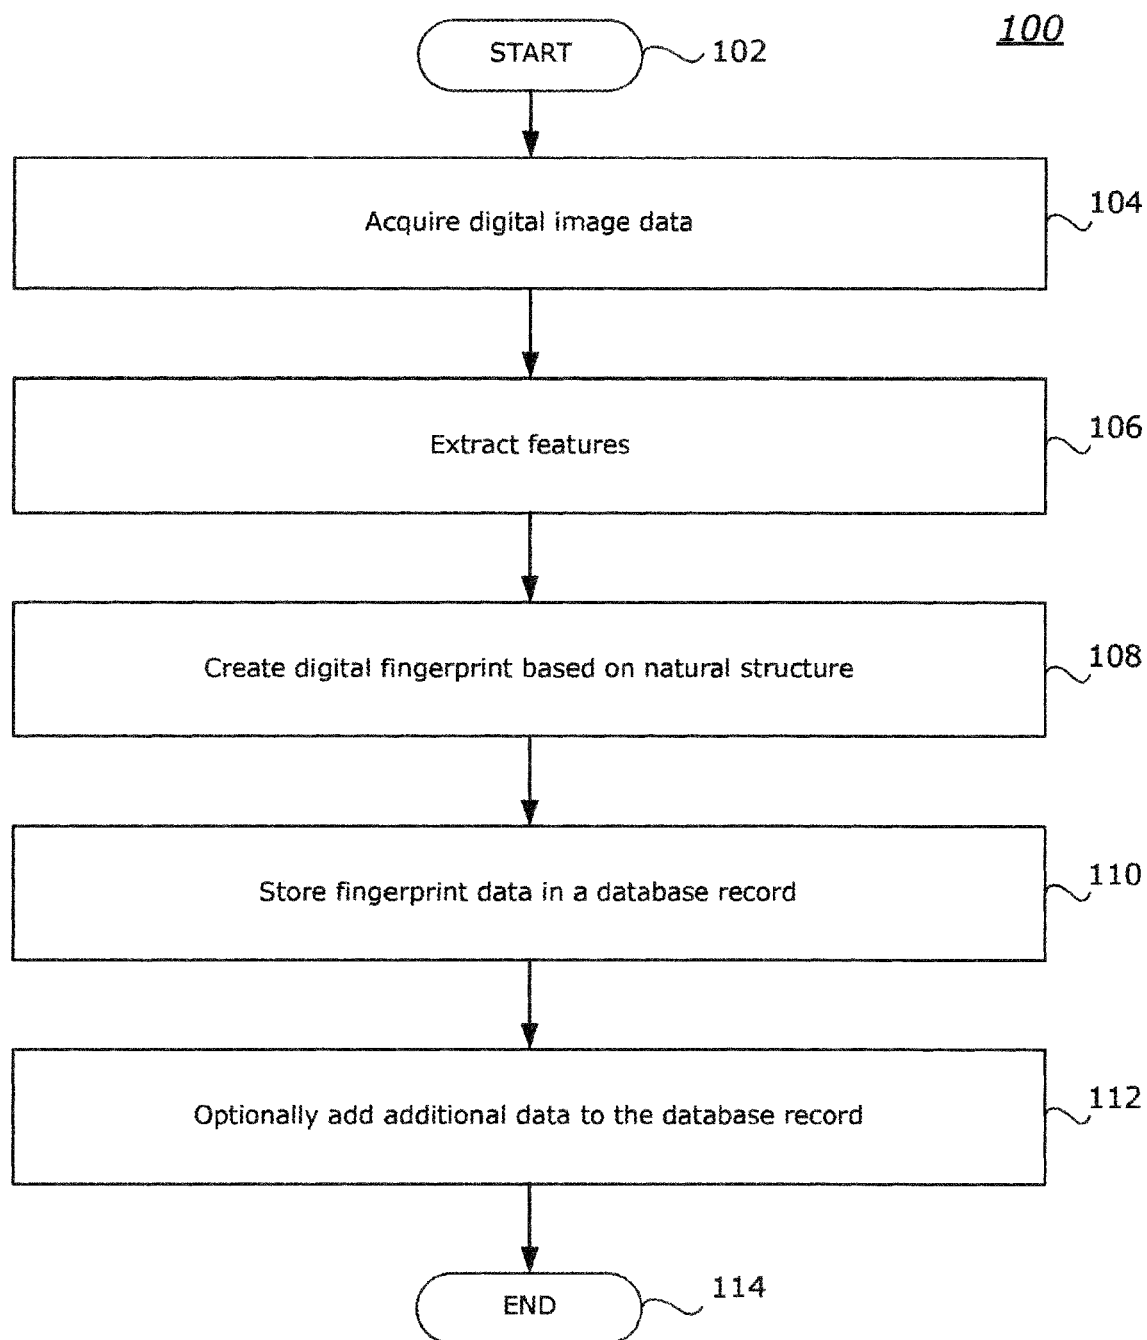 100
START
102
Acquire digital image data
104
Extract features
106
Create digital fingerprint based on natural structure
108
Store fingerprint data in a database record
110
Optionally add additional data to the database record
112
END
114